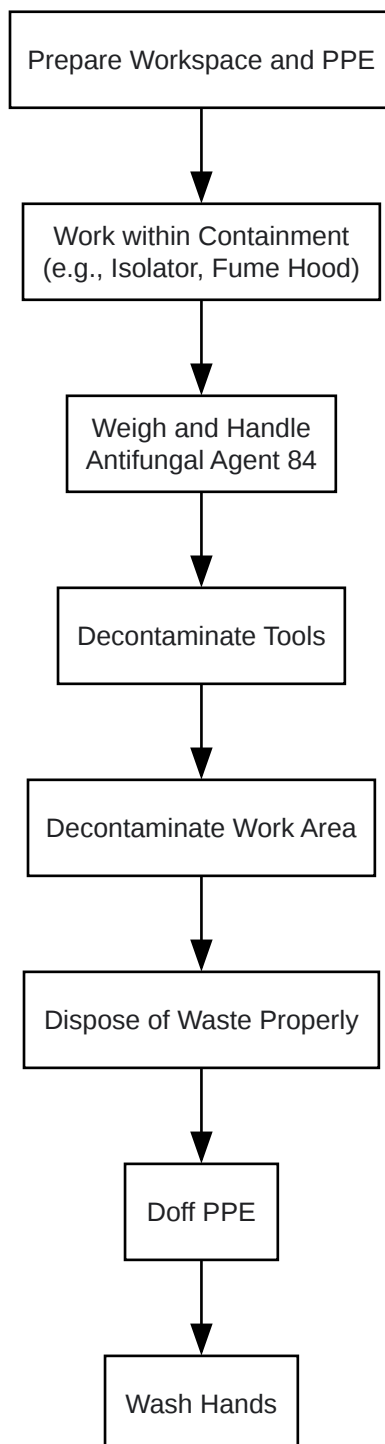 Prepare Workspace and PPE
Work within Containment
(e.g., Isolator, Fume Hood)
Weigh and Handle
Antifungal Agent 84
Decontaminate Tools
Decontaminate Work Area
Dispose of Waste Properly
Doff PPE
Wash Hands